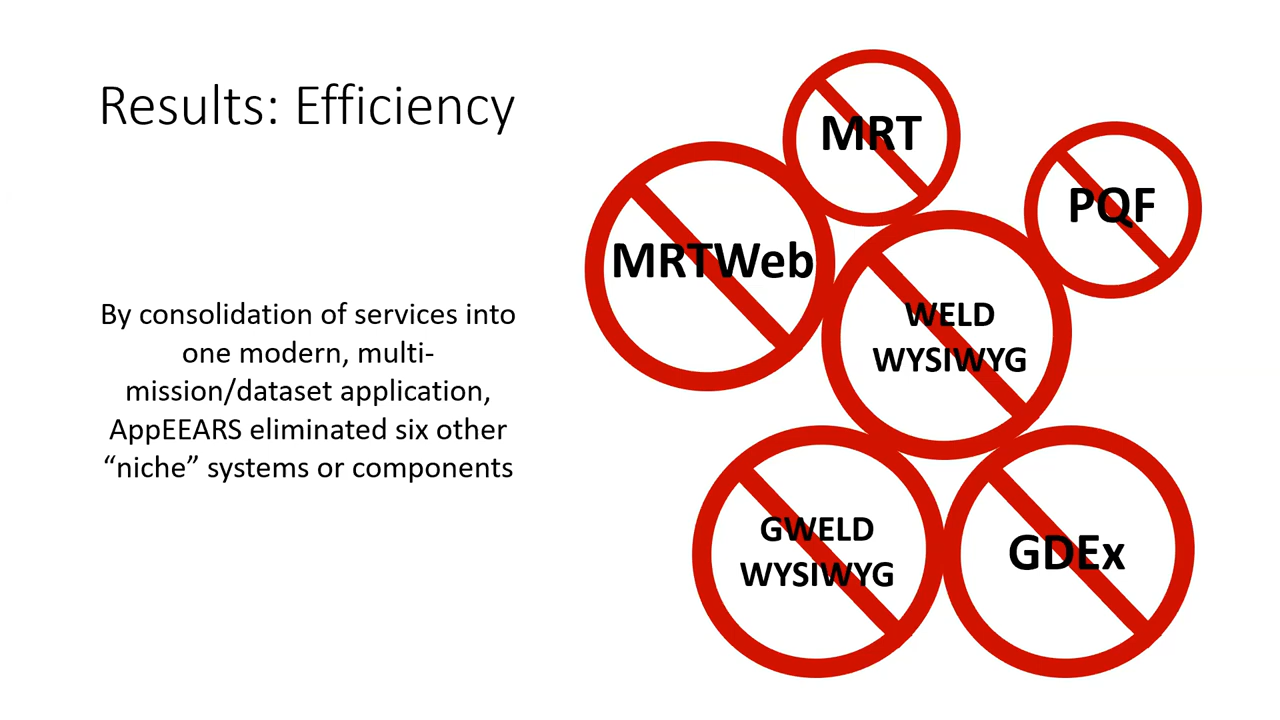 Results: Efficiency
By consolidation of services into
one modern, multi-
mission/dataset application,
AppEEARS eliminated six other
“niche” systems or components
MRT
PQF
MRTWeb
WELD
WYSIWYG
GWELD
WYSIWYG
GDEx